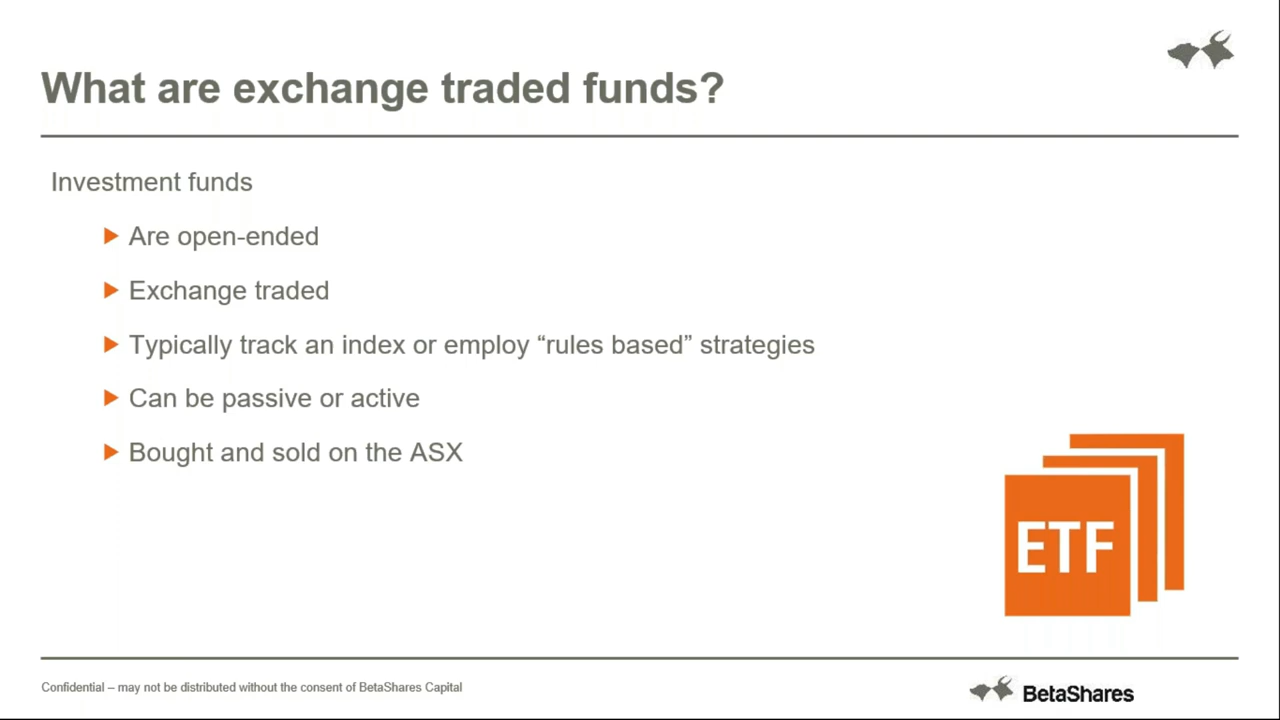 What are exchange traded funds?
Investment funds
Are open-ended
Exchange traded
Typically track an index or employ “rules based” strategies
Can be passive or active
Bought and sold on the ASX
ETF
Confidential – may not be distributed without the consent of BetaShares Capital
BetaShares